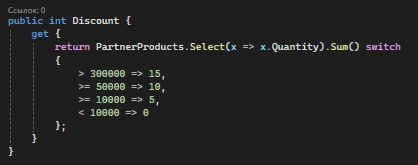 Ссылок: 0
public int Discount {
get {
return PartnerProducts.Select(x => x.Quantity).Sum() switch
{
> 300000 => 15,
>= 50000 => 10,
>= 10000 => 5,
< 10000 => 0
};
}
}